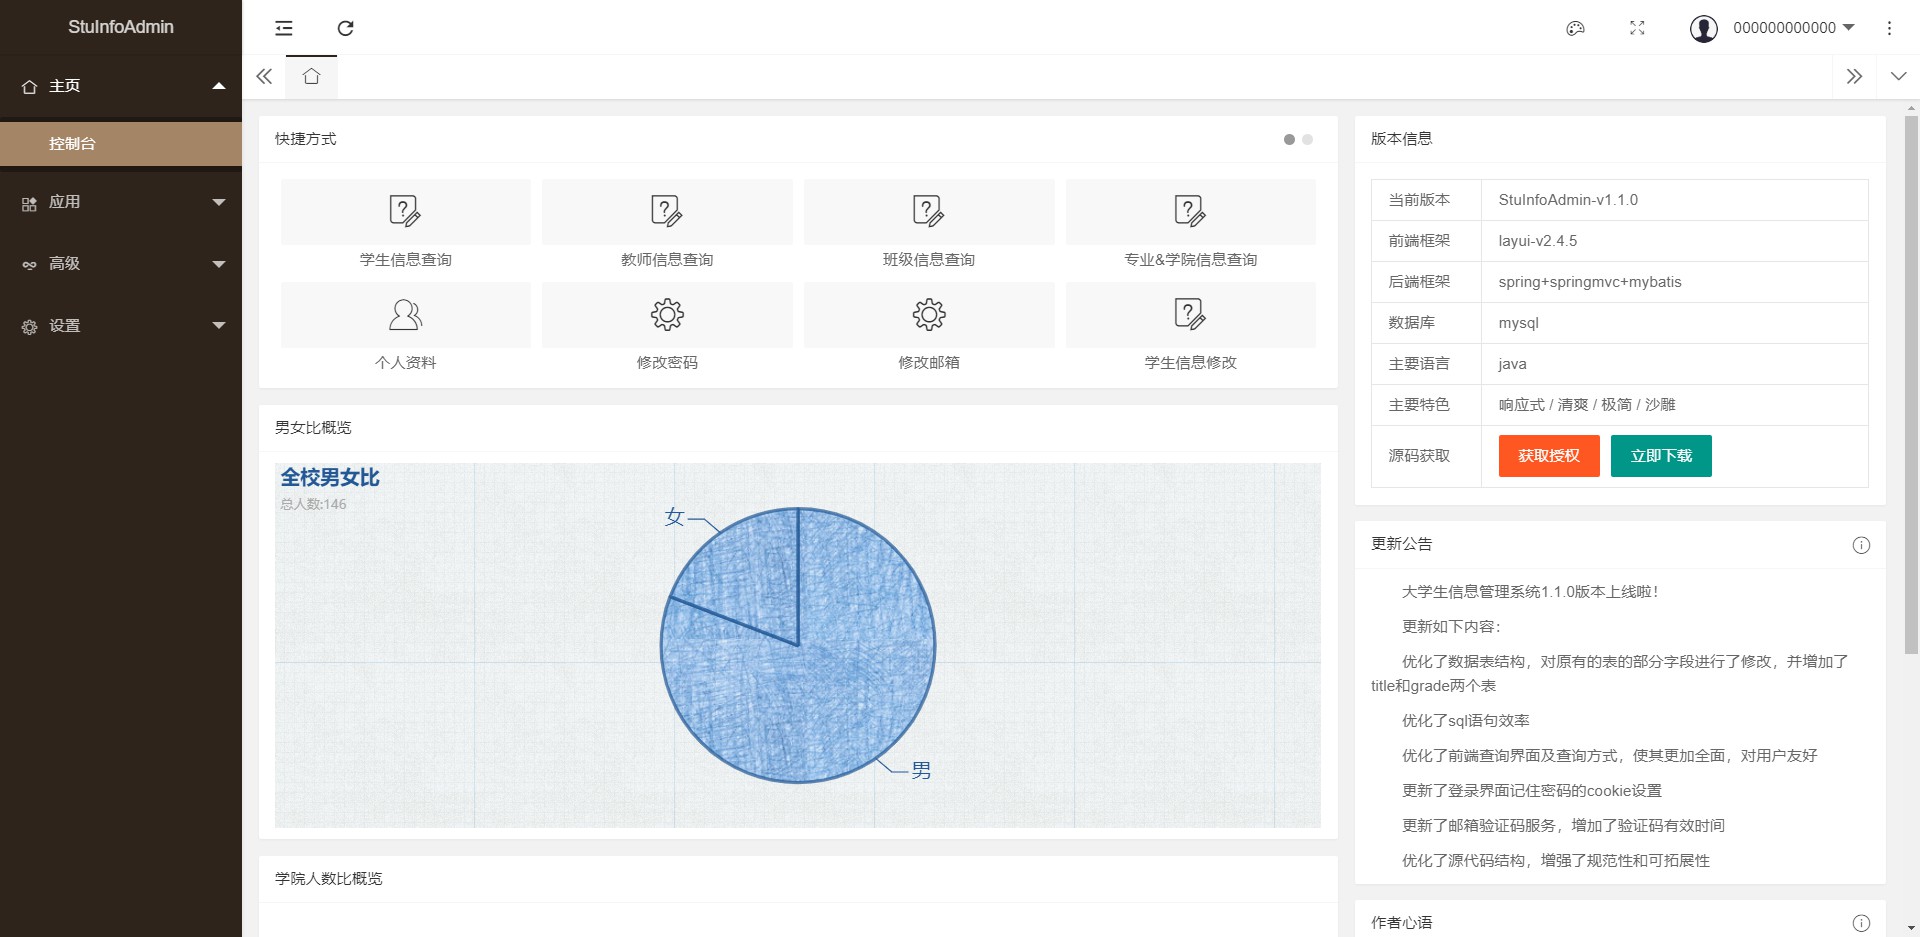 StuInfoAdmin
000000000000
主页
控制台
应用
高级
设置
快捷方式
学生信息查询
教师信息查询
班级信息查询
专业&学院信息查询
个人资料
修改密码
修改邮箱
学生信息修改
男女比概览
全校男女比
总人数:146
女
男
学院人数比概览
版本信息
当前版本 StuInfoAdmin-v1.1.0
前端框架 layui-v2.4.5
后端框架 spring+springmvc+mybatis
数据库 mysql
主要语言 java
主要特色 响应式 / 清爽 / 极简 / 沙雕
源码获取 获取授权 立即下载
更新公告
大学生信息管理系统1.1.0版本上线啦！
更新如下内容：
优化了数据表结构，对原有的表的部分字段进行了修改，并增加了
title和grade两个表
优化了sql语句效率
优化了前端查询界面及查询方式，使其更加全面，对用户友好
更新了登录界面记住密码的cookie设置
更新了邮箱验证码服务，增加了验证码有效时间
优化了源代码结构，增强了规范性和可拓展性
作者心语